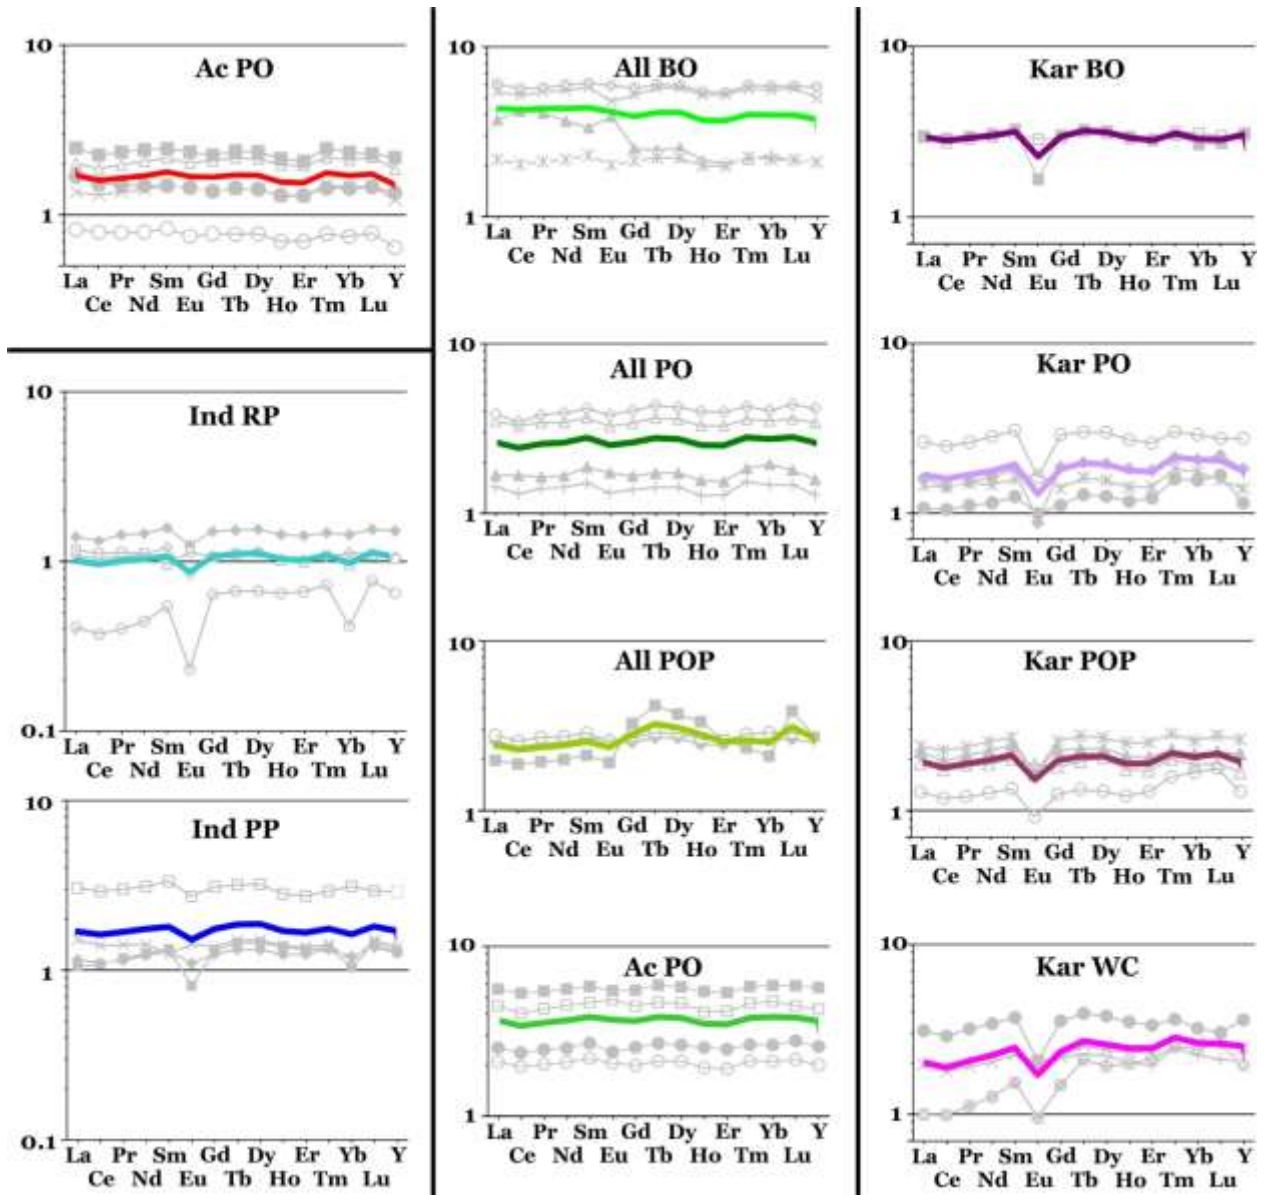 10
Ac PO
1
La Pr Sm Gd Dy Er Yb Y
Ce Nd Eu Tb Ho Tm Lu
10
Ind RP
1
0.1
La Pr Sm Gd Dy Er Yb Y
Ce Nd Eu Tb Ho Tm Lu
10
Ind PP
1
0.1
La Pr Sm Gd Dy Er Yb Y
Ce Nd Eu Tb Ho Tm Lu
10
All BO
1
La Pr Sm Gd Dy Er Yb Y
Ce Nd Eu Tb Ho Tm Lu
10
All PO
1
La Pr Sm Gd Dy Er Yb Y
Ce Nd Eu Tb Ho Tm Lu
10
All POP
1
La Pr Sm Gd Dy Er Yb Y
Ce Nd Eu Tb Ho Tm Lu
10
Ac PO
1
La Pr Sm Gd Dy Er Yb Y
Ce Nd Eu Tb Ho Tm Lu
10
Kar BO
1
La Pr Sm Gd Dy Er Yb Y
Ce Nd Eu Tb Ho Tm Lu
10
Kar PO
1
La Pr Sm Gd Dy Er Yb Y
Ce Nd Eu Tb Ho Tm Lu
10
Kar POP
1
La Pr Sm Gd Dy Er Yb Y
Ce Nd Eu Tb Ho Tm Lu
10
Kar WC
1
La Pr Sm Gd Dy Er Yb Y
Ce Nd Eu Tb Ho Tm Lu